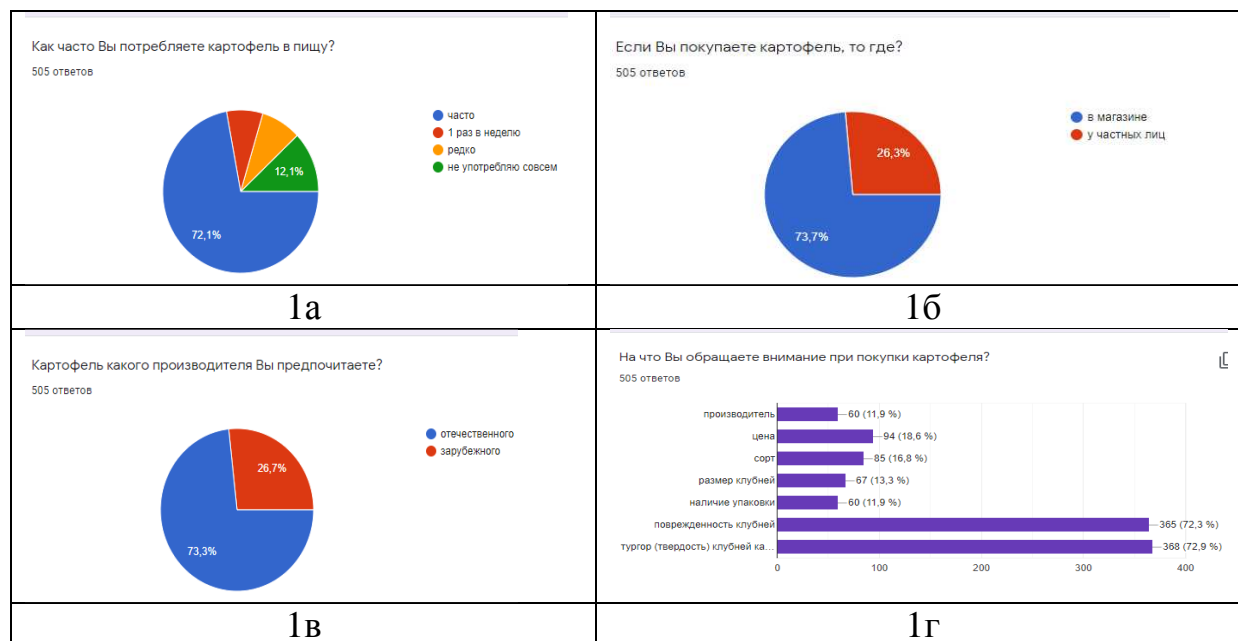 Как часто Вы потребляете картофель в пищу?
505 ответов
часто
1 раз в неделю
редко
не употребляю совсем
12,1%
72,1%
1а
Если Вы покупаете картофель, то где?
505 ответов
в магазине
у частных лиц
26,3%
73,7%
1б
Картофель какого производителя Вы предпочитаете?
505 ответов
отечественного
зарубежного
26,7%
73,3%
1в
На что Вы обращаете внимание при покупки картофеля?
505 ответов
производитель 60 (11,9 %)
цена 94 (18,6 %)
сорт 85 (16,8 %)
размер клубней 67 (13,3 %)
наличие упаковки 60 (11,9 %)
поврежденность клубней 365 (72,3 %)
тургор (твердость) клубней ка... 368 (72,9 %)
0 100 200 300 400
1г